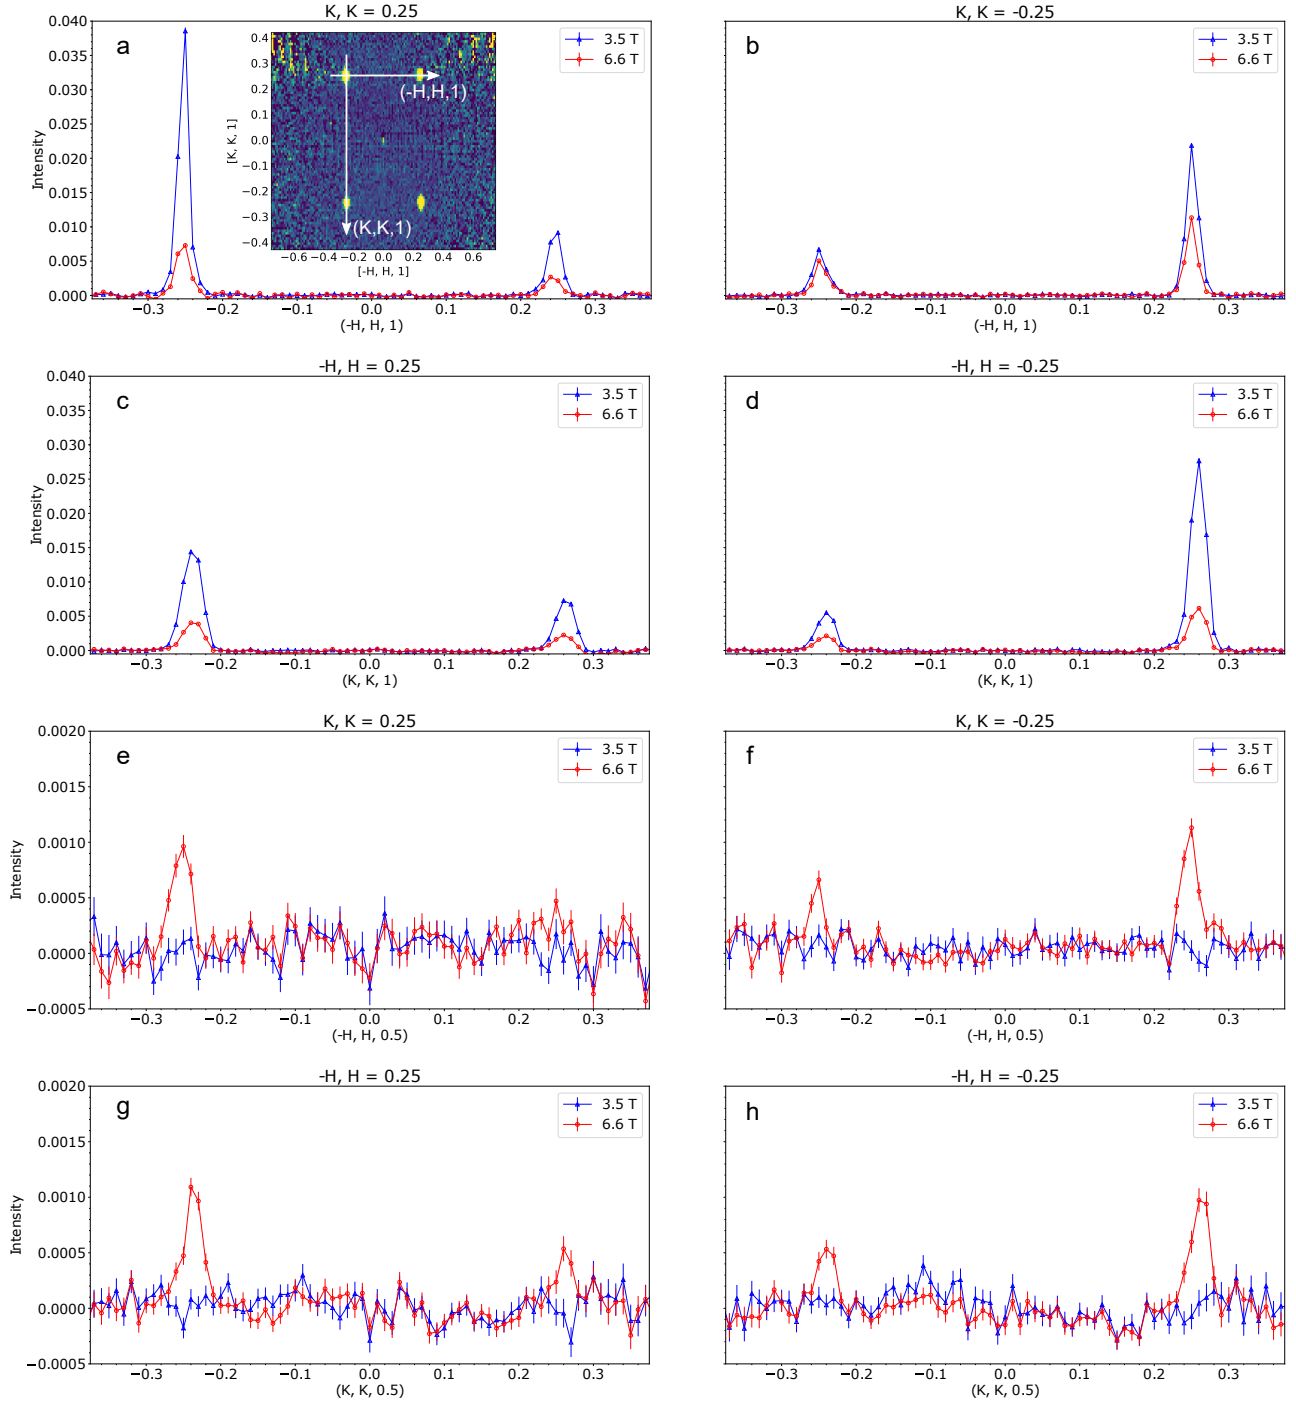 K, K = 0.25
a
3.5 T
6.6 T
0.040
0.035
0.030
0.025
0.020
0.015
0.010
0.005
0.000
Intensity
0.4
0.3
0.2
0.1
0.0
−0.1
−0.2
−0.3
−0.4
[K, K, 1]
(-H,H,1)
(K,K,1)
−0.6 −0.4 −0.2 0.0 0.2 0.4 0.6
[-H, H, 1]
−0.3 −0.2 −0.1 0.0 0.1 0.2 0.3
(-H, H, 1)
K, K = -0.25
b
3.5 T
6.6 T
−0.3 −0.2 −0.1 0.0 0.1 0.2 0.3
(-H, H, 1)
-H, H = 0.25
c
3.5 T
6.6 T
0.040
0.035
0.030
0.025
0.020
0.015
0.010
0.005
0.000
Intensity
−0.3 −0.2 −0.1 0.0 0.1 0.2 0.3
(K, K, 1)
-H, H = -0.25
d
3.5 T
6.6 T
−0.3 −0.2 −0.1 0.0 0.1 0.2 0.3
(K, K, 1)
K, K = 0.25
e
3.5 T
6.6 T
0.0020
0.0015
0.0010
0.0005
0.0000
−0.0005
Intensity
−0.3 −0.2 −0.1 0.0 0.1 0.2 0.3
(-H, H, 0.5)
K, K = -0.25
f
3.5 T
6.6 T
−0.3 −0.2 −0.1 0.0 0.1 0.2 0.3
(-H, H, 0.5)
-H, H = 0.25
g
3.5 T
6.6 T
0.0020
0.0015
0.0010
0.0005
0.0000
−0.0005
Intensity
−0.3 −0.2 −0.1 0.0 0.1 0.2 0.3
(K, K, 0.5)
-H, H = -0.25
h
3.5 T
6.6 T
−0.3 −0.2 −0.1 0.0 0.1 0.2 0.3
(K, K, 0.5)